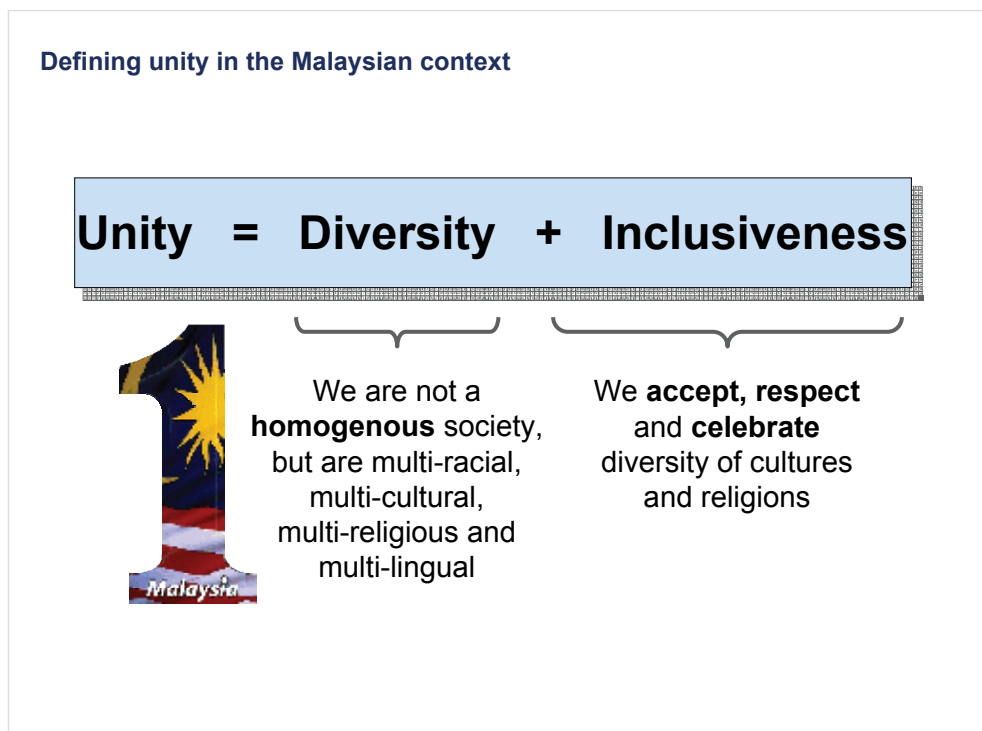 Defining unity in the Malaysian context
Unity = Diversity + Inclusiveness
1
Malaysia
We are not a
homogenous society,
but are multi-racial,
multi-cultural,
multi-religious and
multi-lingual
We accept, respect
and celebrate
diversity of cultures
and religions